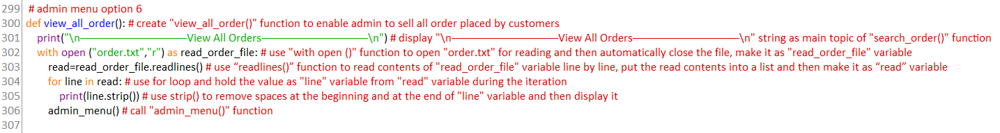 299 # admin menu option 6
300 def view_all_order(): # create "view_all_order()" function to enable admin to sell all order placed by customers
301 print("\n——————————View All Orders——————————\n") # display "\n——————————View All Orders——————————\n" string as main topic of "search_order()" function
302 with open ("order.txt","r") as read_order_file: # use "with open ()" function to open "order.txt" for reading and then automatically close the file, make it as "read_order_file" variable
303 read=read_order_file.readlines() # use “readlines()” function to read contents of "read_order_file" variable line by line, put the read contents into a list and then make it as “read” variable
304 for line in read: # use for loop and hold the value as "line" variable from "read" variable during the iteration
305 print(line.strip()) # use strip() to remove spaces at the beginning and at the end of "line" variable and then display it
306 admin_menu() # call "admin_menu()" function
307